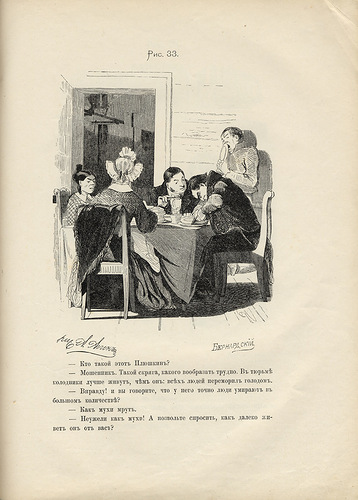 Рис. 33.
Бернардскій
— Кто такой этотъ Плюшкинъ?
— Мошенникъ. Такой скряга, какого вообразить трудно. Въ тюрьмѣ
колодники лучше живутъ, чѣмъ онъ: всѣхъ людей переморилъ голодомъ.
— Вправду! и вы говорите, что у него точно люди умираютъ въ
большомъ количествѣ?
— Какъ мухи мрутъ.
— Неужели какъ мухи! А позвольте спросить, какъ далеко жи-
ветъ онъ отъ васъ?